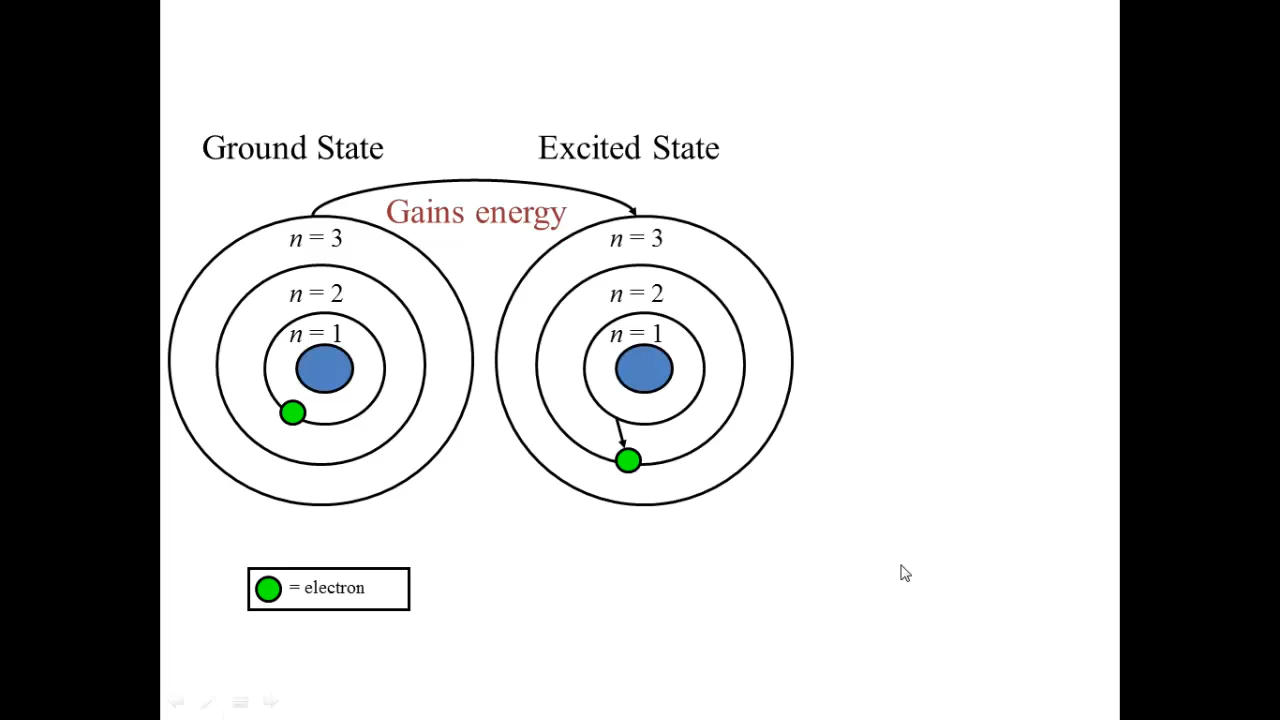 Ground State
Excited State
Gains energy
n = 3
n = 2
n = 1
n = 3
n = 2
n = 1
= electron